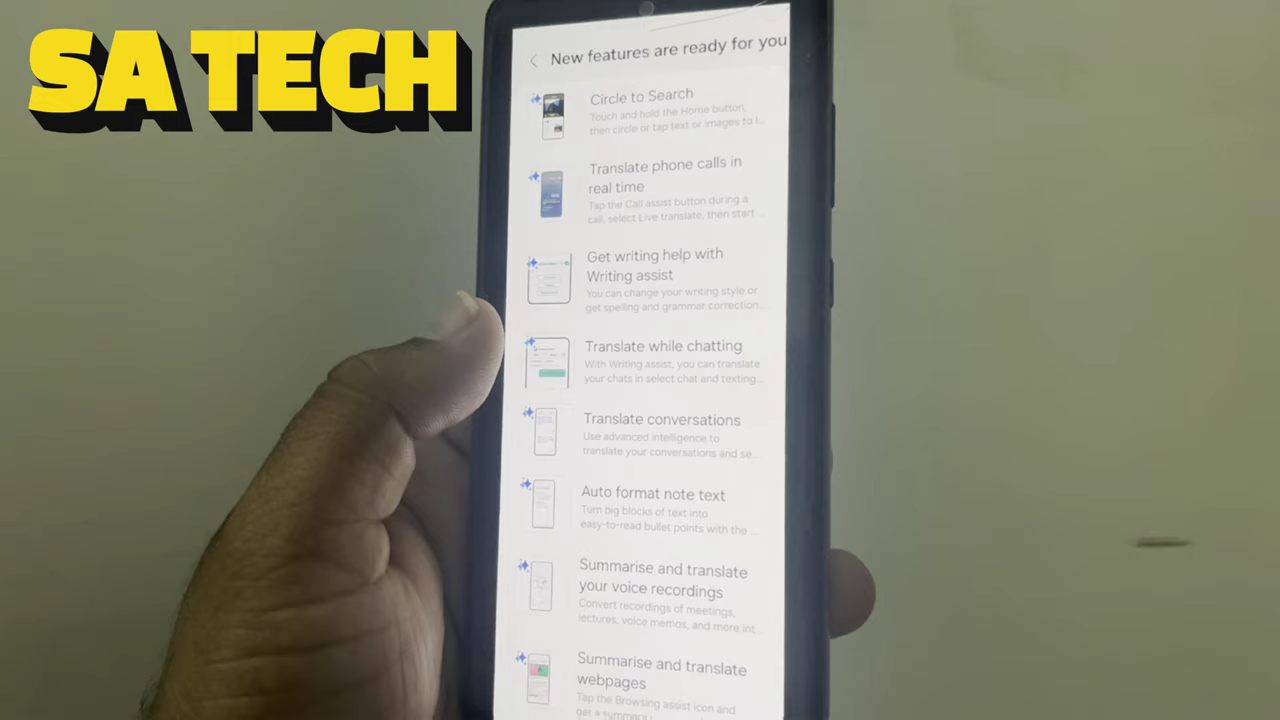 SA TECH
New features are ready for you
Circle to Search
Touch and hold the Home button,
then circle or tap text or images to l...
Translate phone calls in
real time
Tap the Call assist button during a
call, select Live translate, then start ...
Get writing help with
Writing assist
You can change your writing style or
get spelling and grammar correction...
Translate while chatting
With Writing assist, you can translate
your chats in select chat and texting...
Translate conversations
Use advanced intelligence to
translate your conversations and se...
Auto format note text
Turn big blocks of text into
easy-to-read bullet points with the ...
Summarise and translate
your voice recordings
Convert recordings of meetings,
lectures, voice memos, and more int...
Summarise and translate
webpages
Tap the Browsing assist icon and
get a summary